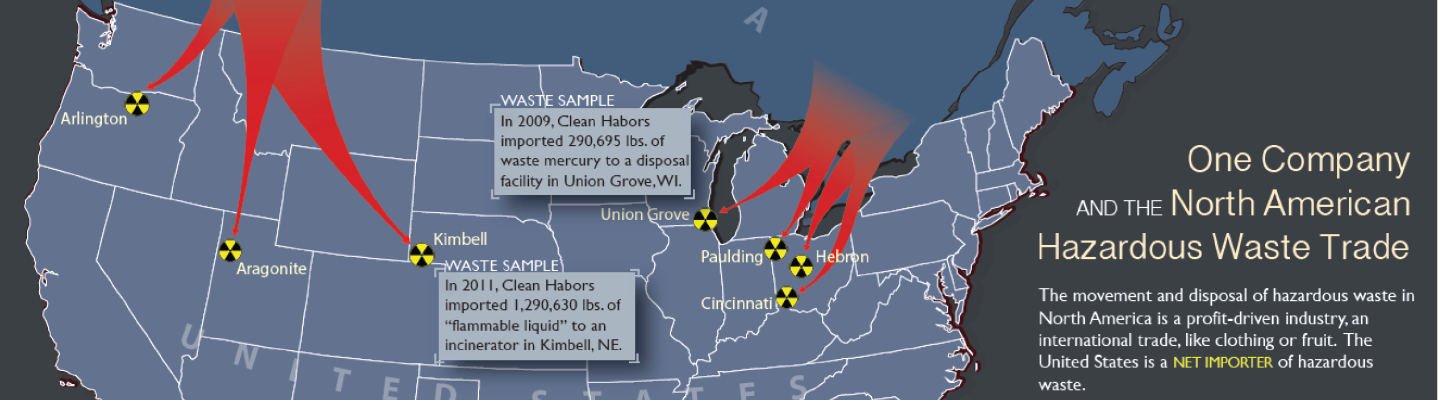 A
Arlington
WASTE SAMPLE
In 2009, Clean Habors
imported 290,695 lbs. of
waste mercury to a disposal
facility in Union Grove, WI.
One Company
AND THE North American
Hazardous Waste Trade
Union Grove
Kimbell
Paulding
Hebron
Aragonite
WASTE SAMPLE
In 2011, Clean Habors
imported 1,290,630 lbs. of
“flammable liquid” to an
incinerator in Kimbell, NE.
Cincinnati
The movement and disposal of hazardous waste in
North America is a profit-driven industry, an
international trade, like clothing or fruit. The
United States is a NET IMPORTER of hazardous
waste.
UNITED STATES